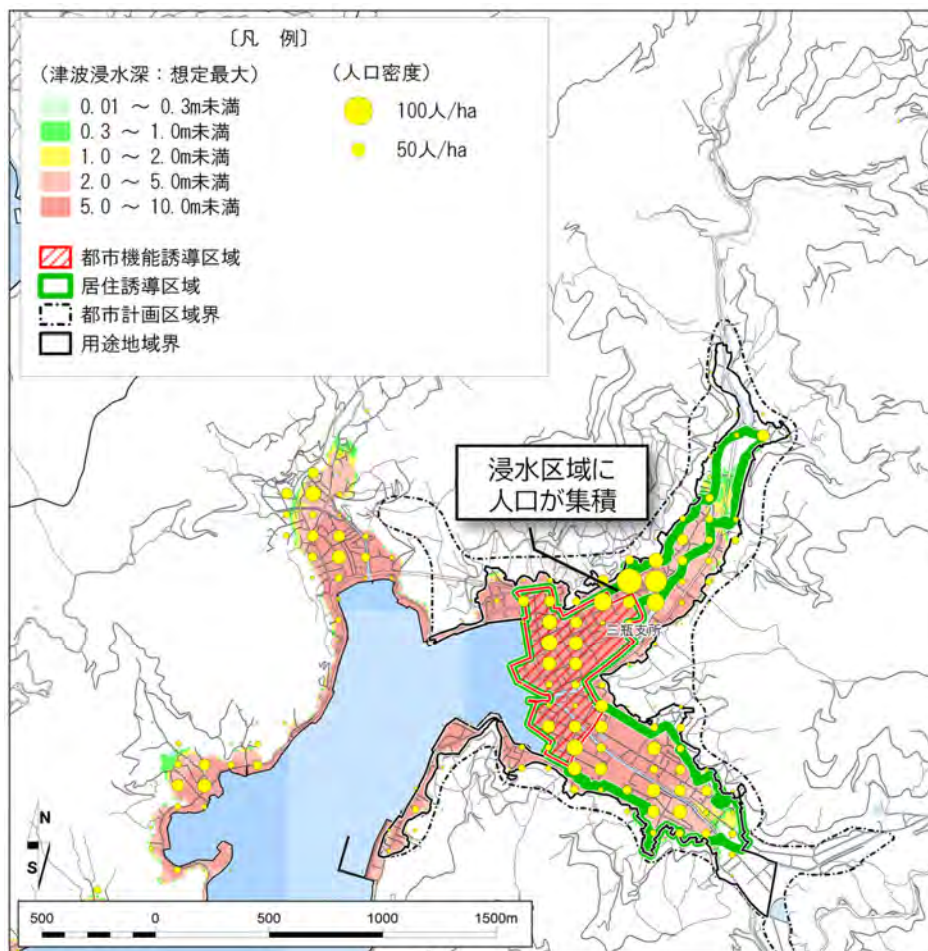 〔凡　例〕
（津波浸水深：想定最大）
0.01 ～ 0.3m未満
0.3 ～ 1.0m未満
1.0 ～ 2.0m未満
2.0 ～ 5.0m未満
5.0 ～ 10.0m未満
（人口密度）
100人/ha
50人/ha
都市機能誘導区域
居住誘導区域
都市計画区域界
用途地域界
浸水区域に
人口が集積
三瓶支所
N
S
500 0 500 1000 1500m